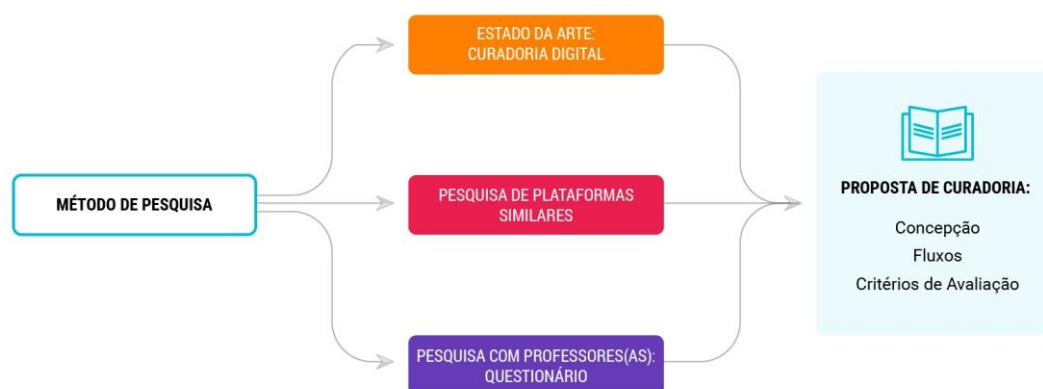 MÉTODO DE PESQUISA
ESTADO DA ARTE:
CURADORIA DIGITAL
PESQUISA DE PLATAFORMAS
SIMILARES
PESQUISA COM PROFESSORES(AS):
QUESTIONÁRIO
PROPOSTA DE CURADORIA:
Concepção
Fluxos
Critérios de Avaliação